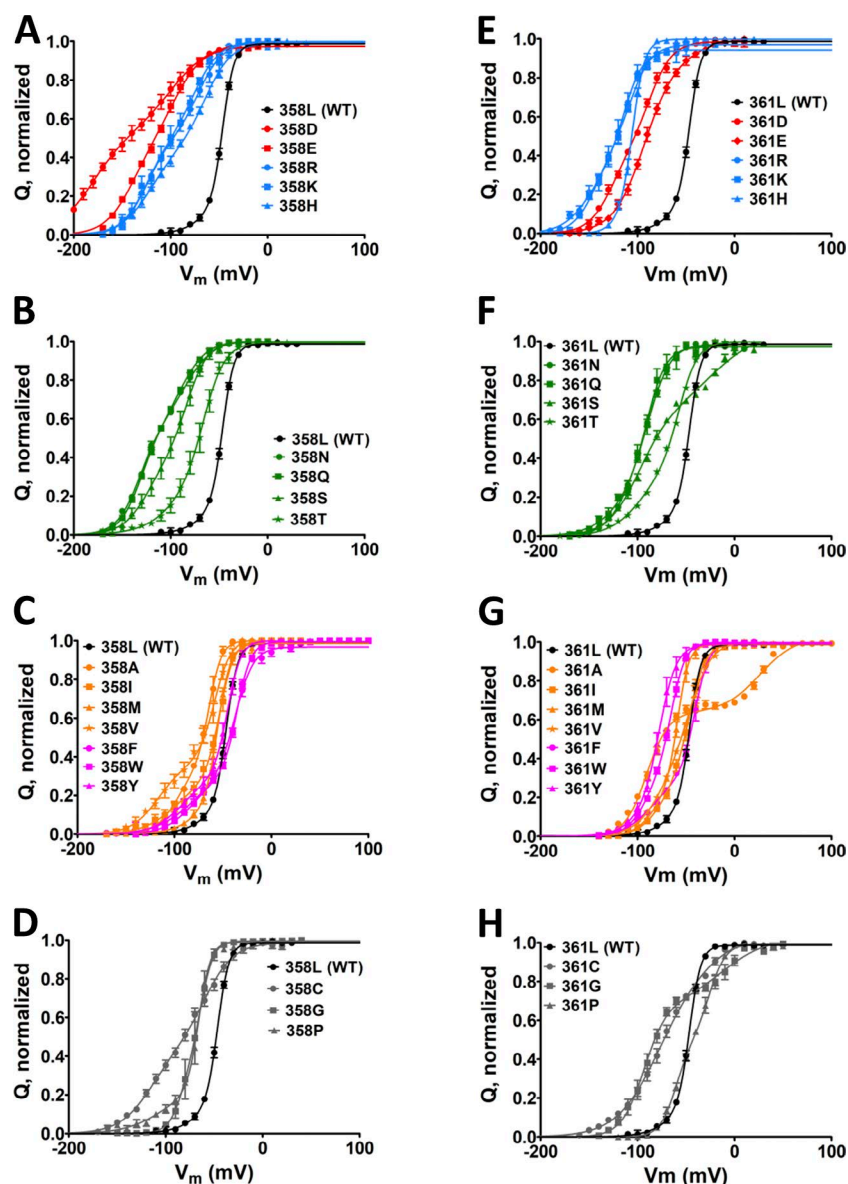 A
Q, normalized
1.0
0.8
0.6
0.4
0.2
0.0
-200
-100
0
100
Vm (mV)
358L (WT)
358D
358E
358R
358K
358H
E
Q, normalized
1.0
0.8
0.6
0.4
0.2
0.0
-200
-100
0
100
Vm (mV)
361L (WT)
361D
361E
361R
361K
361H
B
Q, normalized
1.0
0.8
0.6
0.4
0.2
0.0
-200
-100
0
100
Vm (mV)
358L (WT)
358N
358Q
358S
358T
F
Q, normalized
1.0
0.8
0.6
0.4
0.2
0.0
-200
-100
0
100
Vm (mV)
361L (WT)
361N
361Q
361S
361T
C
Q, normalized
1.0
0.8
0.6
0.4
0.2
0.0
-200
-100
0
100
Vm (mV)
358L (WT)
358A
358I
358M
358V
358F
358W
358Y
G
Q, normalized
1.0
0.8
0.6
0.4
0.2
0.0
-200
-100
0
100
Vm (mV)
361L (WT)
361A
361I
361M
361V
361F
361W
361Y
D
Q, normalized
1.0
0.8
0.6
0.4
0.2
0.0
-200
-100
0
100
Vm (mV)
358L (WT)
358C
358G
358P
H
Q, normalized
1.0
0.8
0.6
0.4
0.2
0.0
-200
-100
0
100
Vm (mV)
361L (WT)
361C
361G
361P